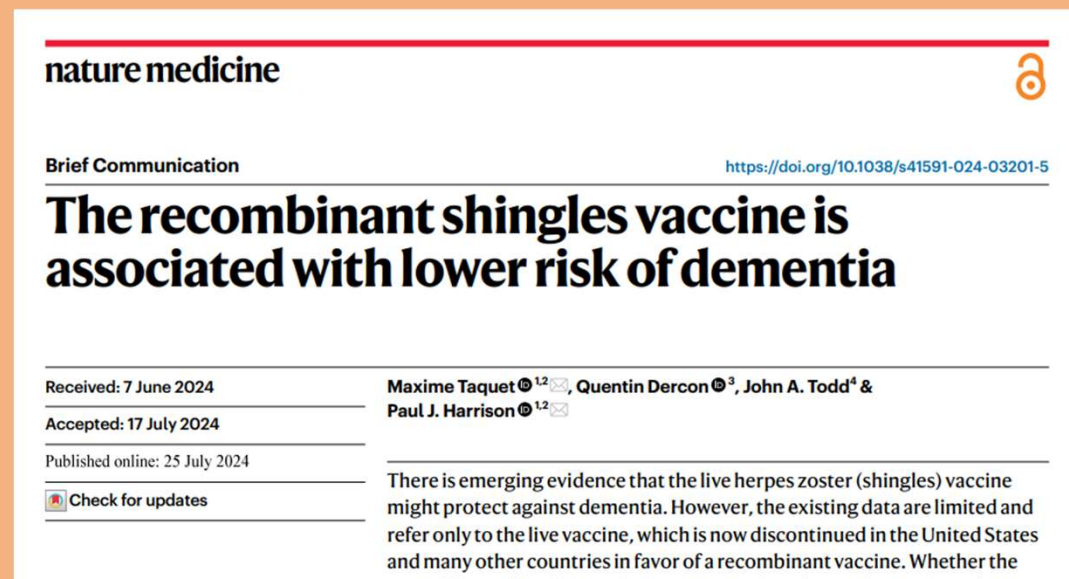 nature medicine
Brief Communication
https://doi.org/10.1038/s41591-024-03201-5
The recombinant shingles vaccine is
associated with lower risk of dementia
Received: 7 June 2024
Accepted: 17 July 2024
Published online: 25 July 2024
Check for updates
Maxime Taquet 1,2, Quentin Dercon 3, John A. Todd4 &
Paul J. Harrison 1,2
There is emerging evidence that the live herpes zoster (shingles) vaccine
might protect against dementia. However, the existing data are limited and
refer only to the live vaccine, which is now discontinued in the United States
and many other countries in favor of a recombinant vaccine. Whether the